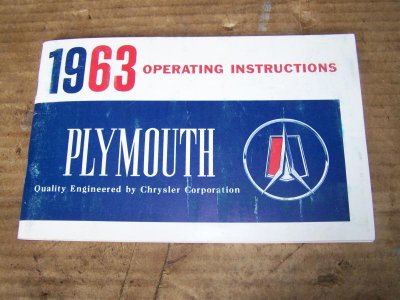 1963 OPERATING INSTRUCTIONS
PLYMOUTH
Quality Engineered by Chrysler Corporation